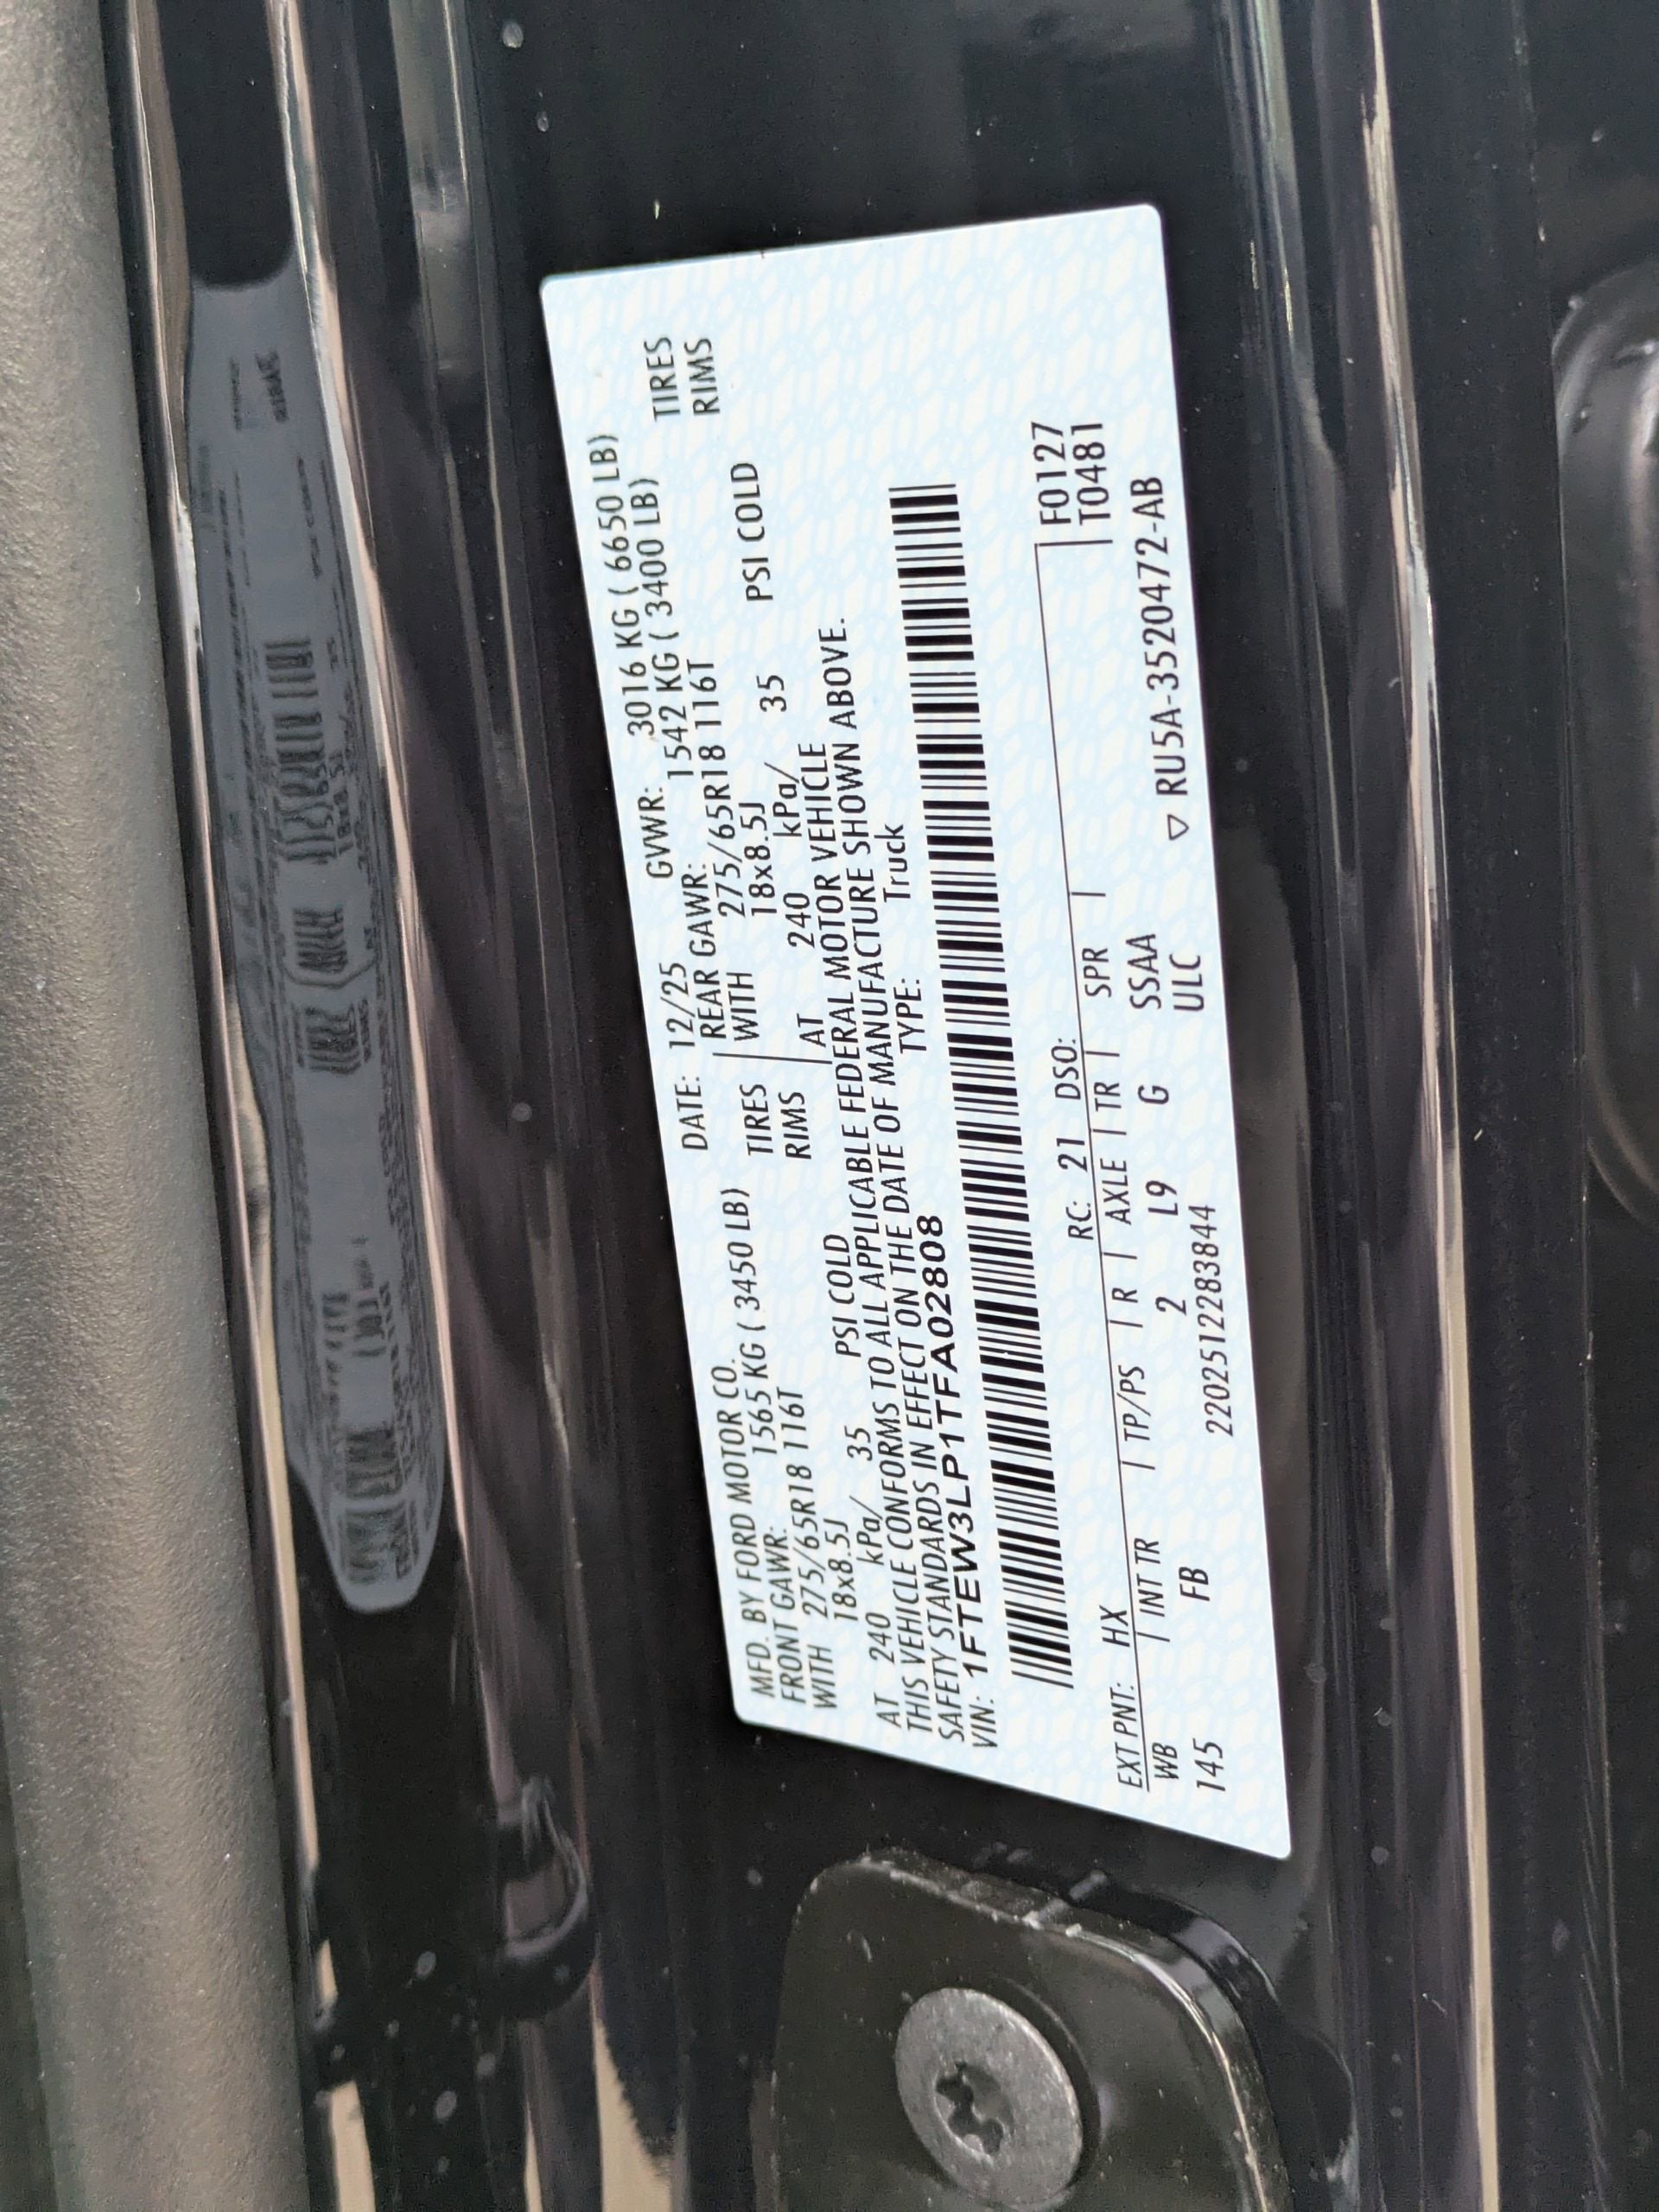 MFD. BY FORD MOTOR CO. DATE: 12/25 GVWR: 3016 KG ( 6650 LB)
FRONT GAWR: 1565 KG ( 3450 LB) REAR GAWR: 1542 KG ( 3400 LB)
WITH 275/65R18 116T TIRES WITH 275/65R18 116T TIRES
18x8.5J RIMS 18x8.5J RIMS
AT 240 kPa/ 35 PSI COLD AT 240 kPa/ 35 PSI COLD
THIS VEHICLE CONFORMS TO ALL APPLICABLE FEDERAL MOTOR VEHICLE
SAFETY STANDARDS IN EFFECT ON THE DATE OF MANUFACTURE SHOWN ABOVE.
VIN: 1FTEW3LP1TFA02808 TYPE: Truck
EXT PNT: HX RC: 21 DSO: F0127
WB INT TR TP/PS R AXLE TR SPR T0481
145 FB 2 L9 G SSAA ▽ RU5A-3520472-AB
220251228384​4 ULC